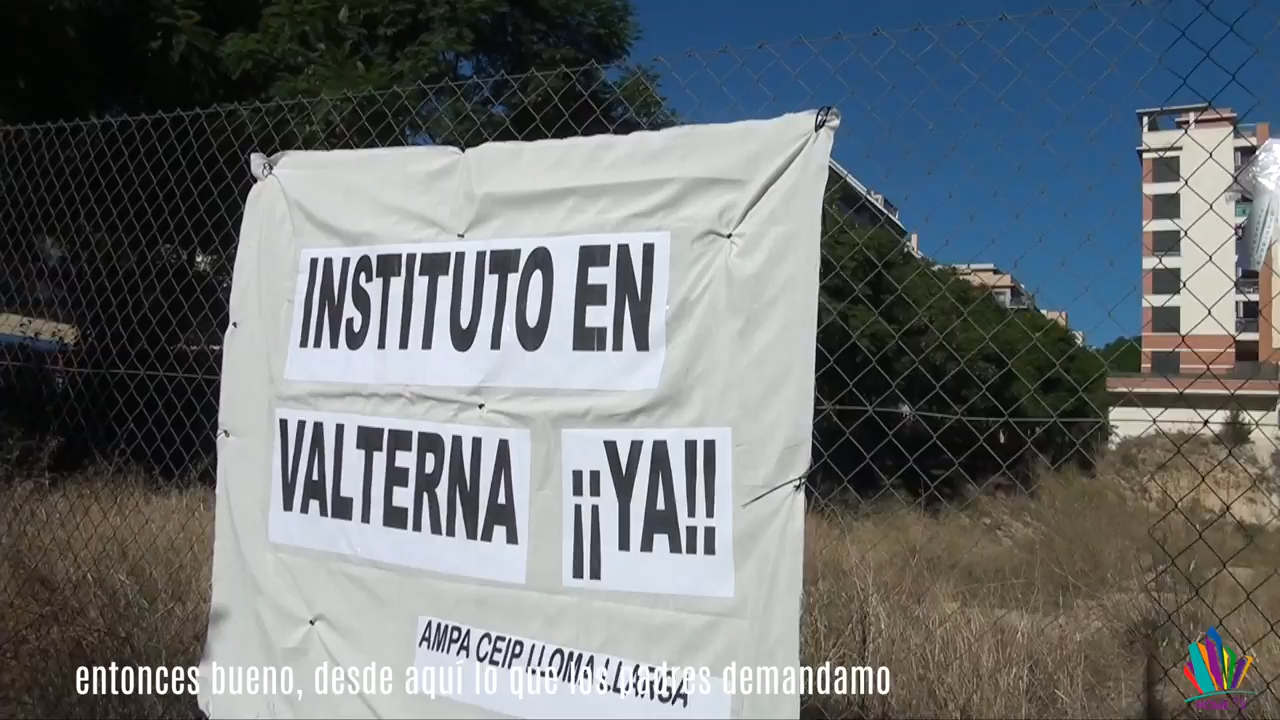 INSTITUTO EN
VALTERNA ¡¡YA!!
AMPA CEIP LLOMA LLARGA
entonces bueno, desde aquí lo que los padres demandamo